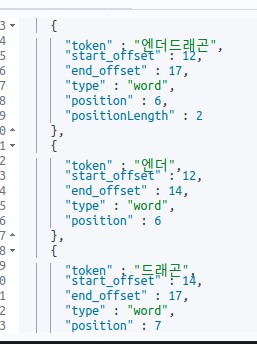 3 {
4 "token" : "엔더드래곤",
5 "start_offset" : 12,
6 "end_offset" : 17,
7 "type" : "word",
8 "position" : 6,
9 "positionLength" : 2
0 },
1 {
2 "token" : "엔더",
3 "start_offset" : 12,
4 "end_offset" : 14,
5 "type" : "word",
6 "position" : 6
7 },
8 {
9 "token" : "드래곤",
0 "start_offset" : 14,
1 "end_offset" : 17,
2 "type" : "word",
3 "position" : 7